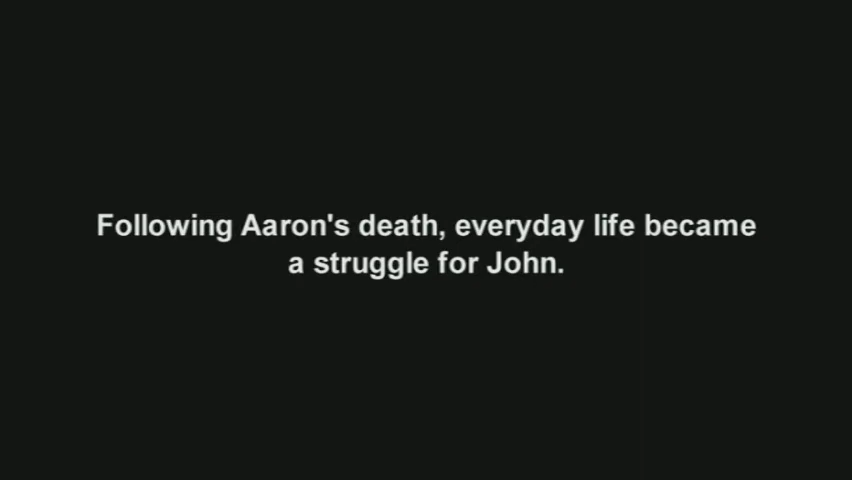 Following Aaron's death, everyday life became
a struggle for John.